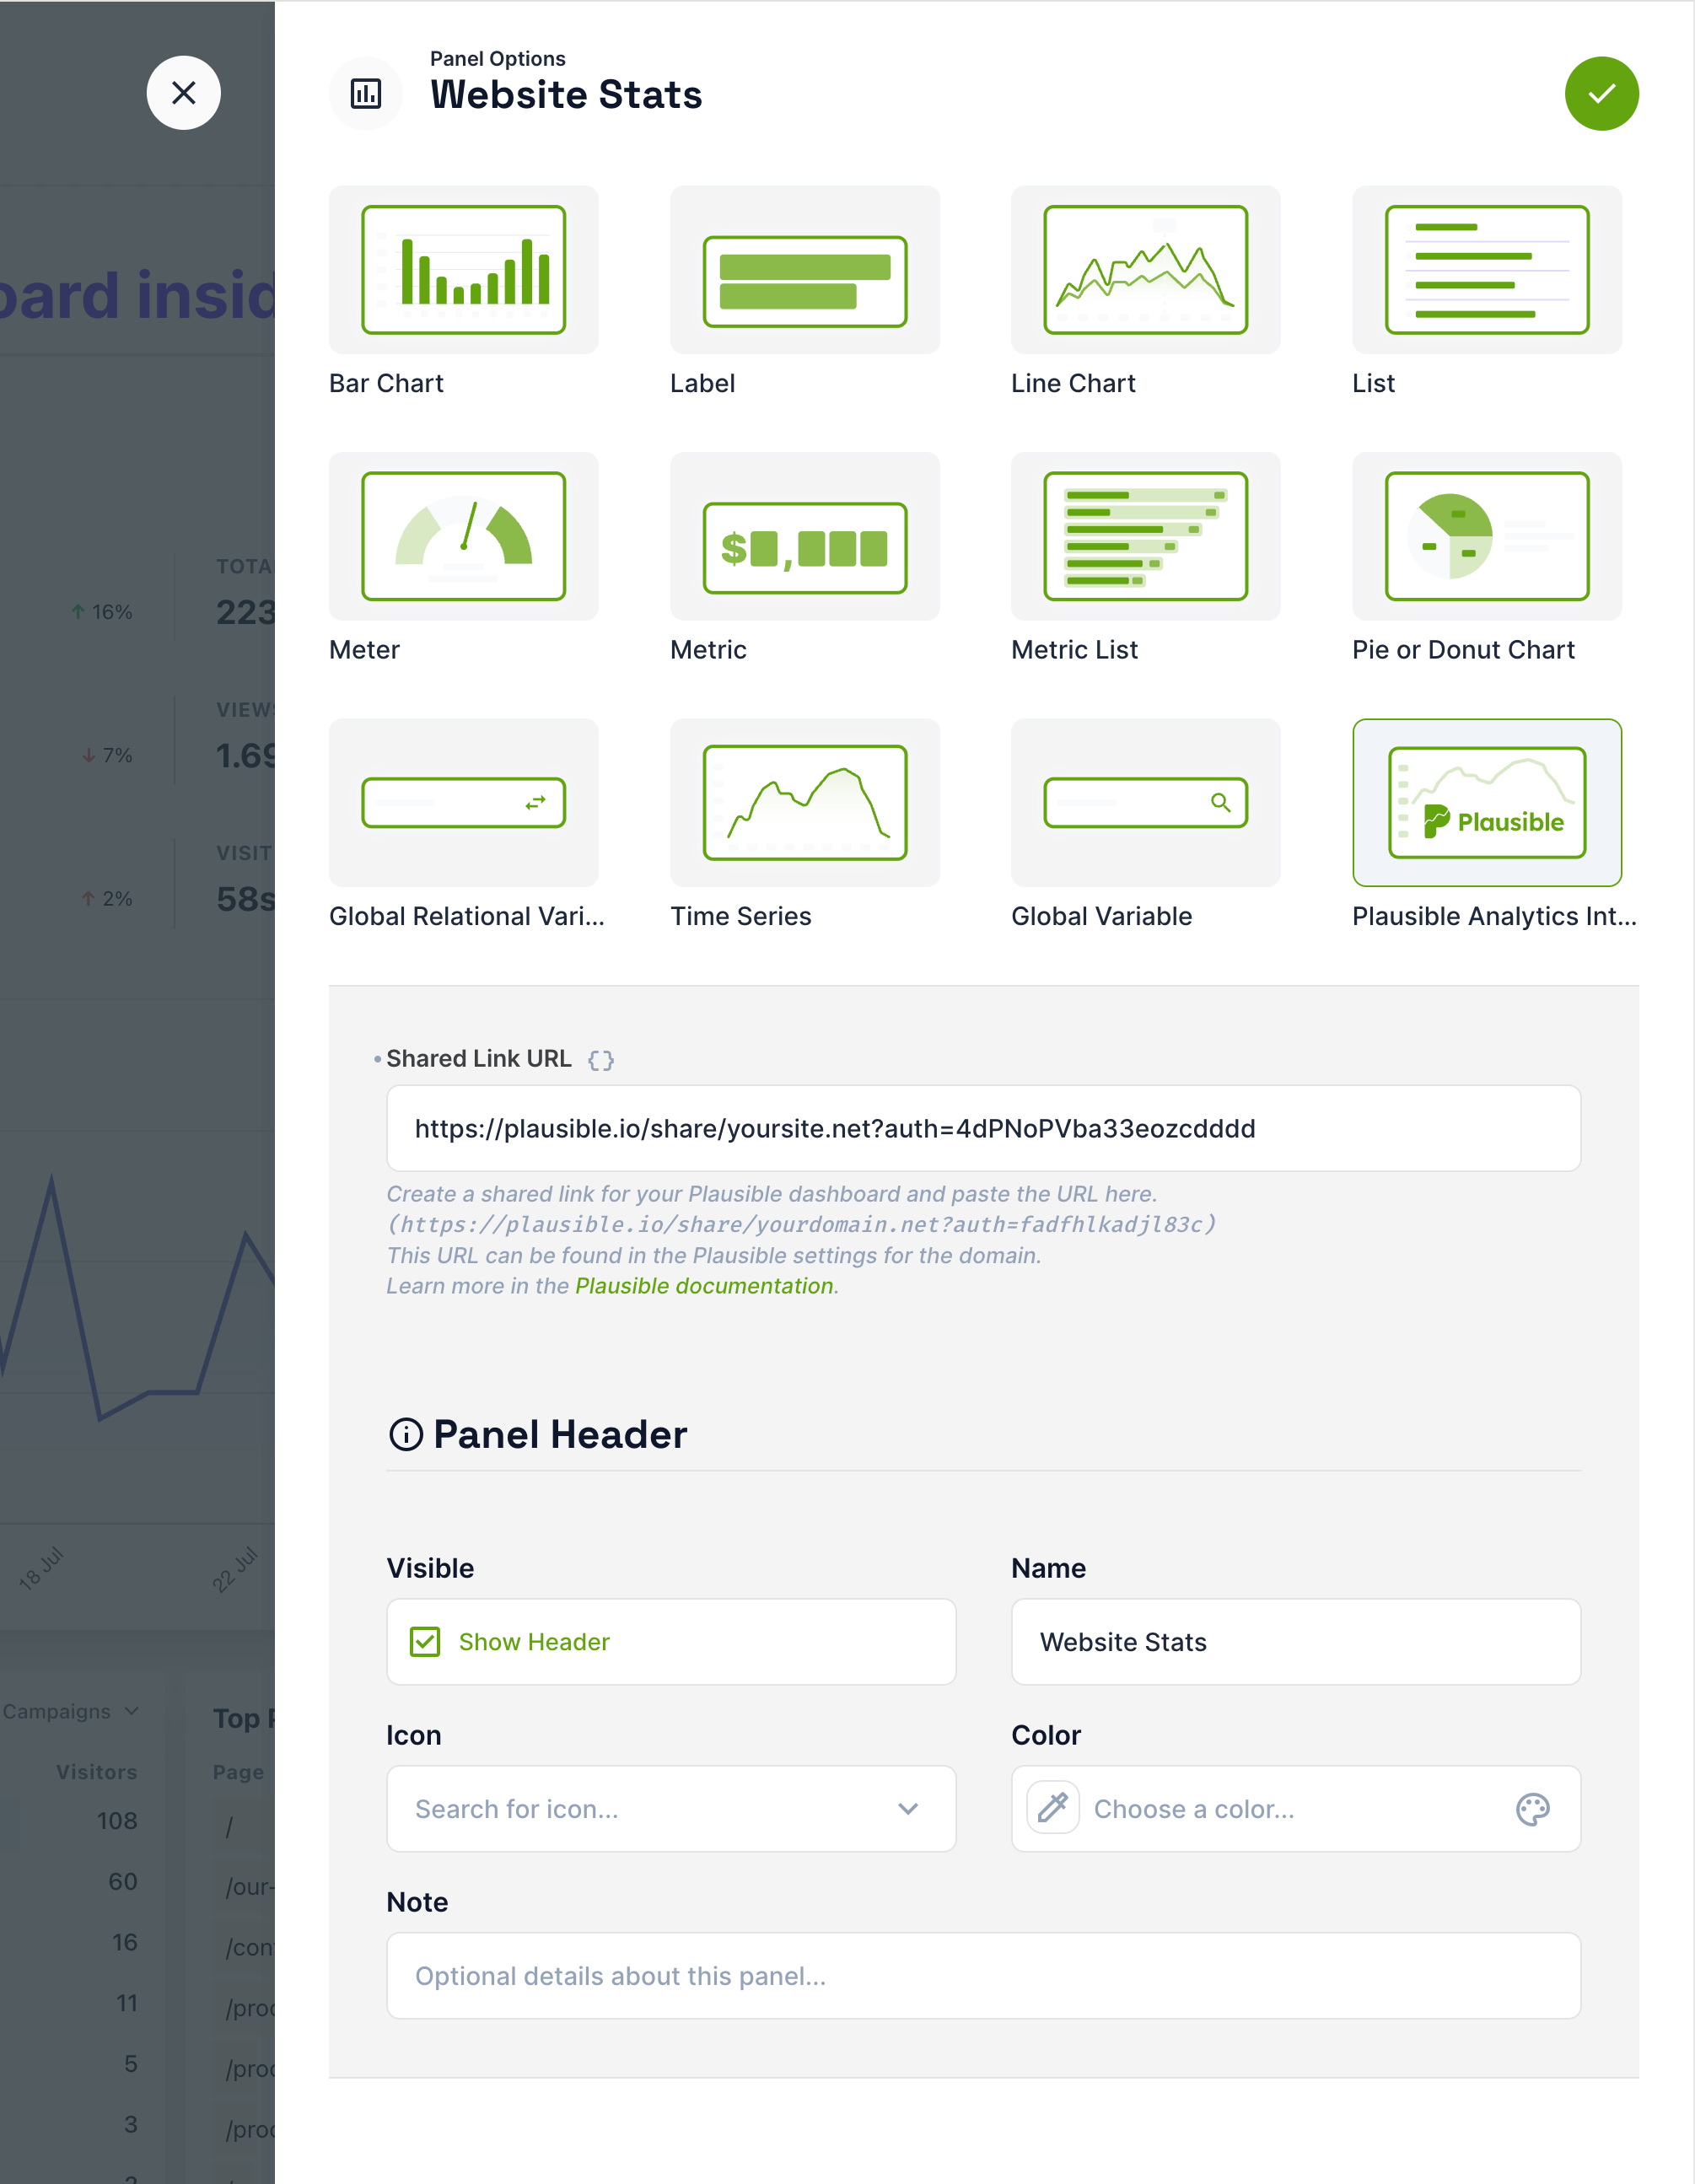 Panel Options
Website Stats
Bar Chart
Label
Line Chart
List
$ ,
Meter
Metric
Metric List
Pie or Donut Chart
Plausible
Global Relational Vari...
Time Series
Global Variable
Plausible Analytics Int...
Shared Link URL {}
https://plausible.io/share/yoursite.net?auth=4dPNoPVba33eozcdddd
Create a shared link for your Plausible dashboard and paste the URL here.
(https://plausible.io/share/yourdomain.net?auth=fadfhlkadjl83c)
This URL can be found in the Plausible settings for the domain.
Learn more in the Plausible documentation.
Panel Header
Visible
Name
Show Header
Website Stats
Icon
Color
Search for icon...
Choose a color...
Note
Optional details about this panel...
oard insid
TOTA
16%
223
VIEWS
7%
1.69
VISIT
2%
58s
18 Jul
22 Jul
Campaigns
Top P
Visitors
Page
108
/
60
/our-
16
/con
11
/prod
5
/prod
3
/prod